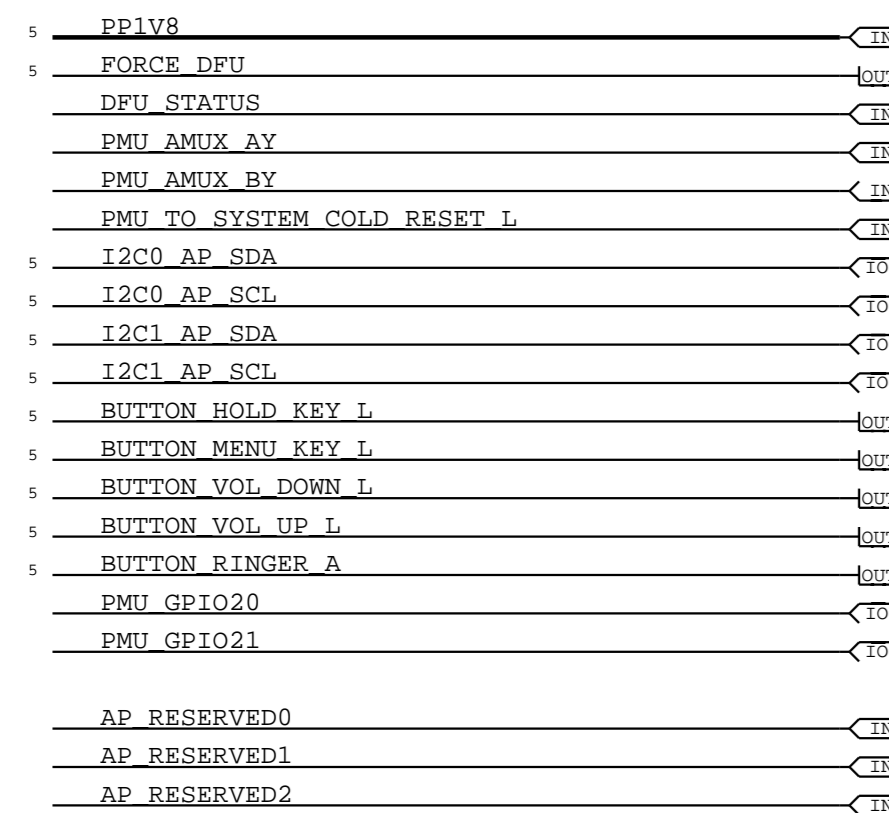 5 PP1V8 IN
5 FORCE_DFU OUT
DFU_STATUS IN
PMU_AMUX_AY IN
PMU_AMUX_BY IN
PMU_TO_SYSTEM_COLD_RESET_L IN
5 I2C0_AP_SDA IO
5 I2C0_AP_SCL IO
5 I2C1_AP_SDA IO
5 I2C1_AP_SCL IO
5 BUTTON_HOLD_KEY_L OUT
5 BUTTON_MENU_KEY_L OUT
5 BUTTON_VOL_DOWN_L OUT
5 BUTTON_VOL_UP_L OUT
5 BUTTON_RINGER_A OUT
PMU_GPIO20 IO
PMU_GPIO21 IO
AP_RESERVED0 IN
AP_RESERVED1 IN
AP_RESERVED2 IN